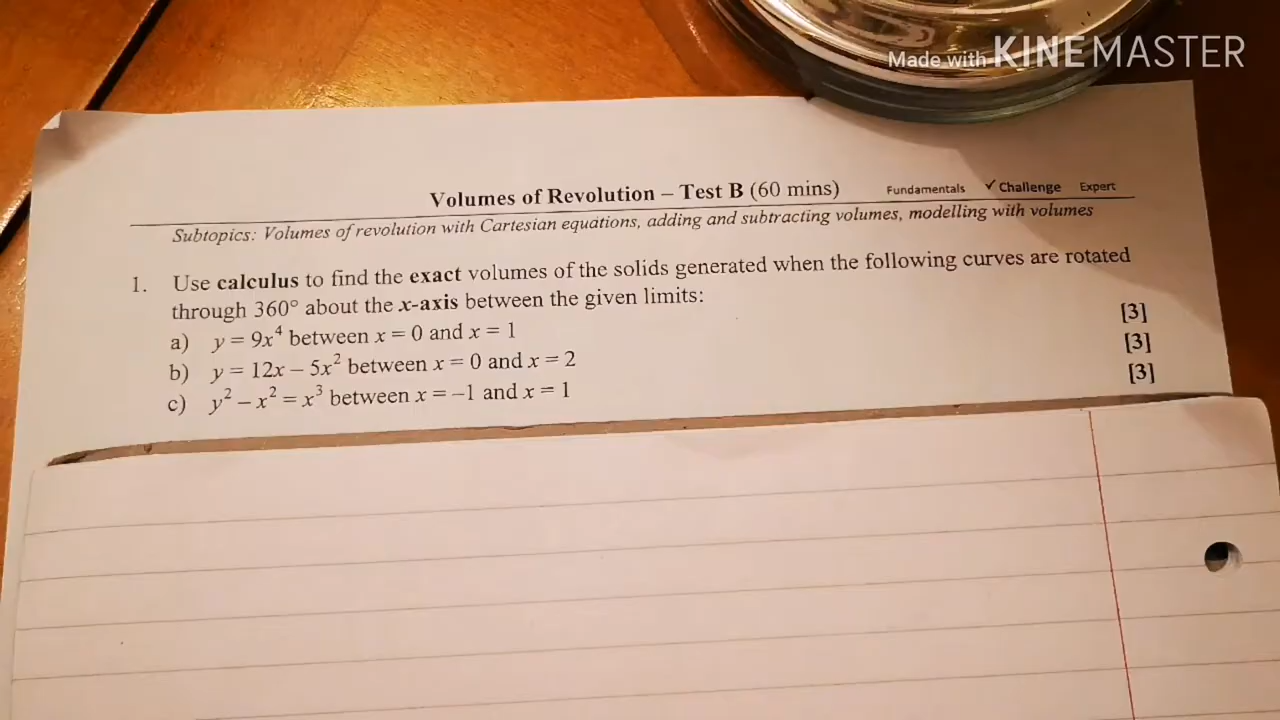 Made with KINEMASTER
Volumes of Revolution – Test B (60 mins) Fundamentals ✓ Challenge Expert
Subtopics: Volumes of revolution with Cartesian equations, adding and subtracting volumes, modelling with volumes
1. Use calculus to find the exact volumes of the solids generated when the following curves are rotated
through 360° about the x-axis between the given limits:
a) y = 9x⁴ between x = 0 and x = 1 [3]
b) y = 12x – 5x² between x = 0 and x = 2 [3]
c) y² – x² = x³ between x = –1 and x = 1 [3]